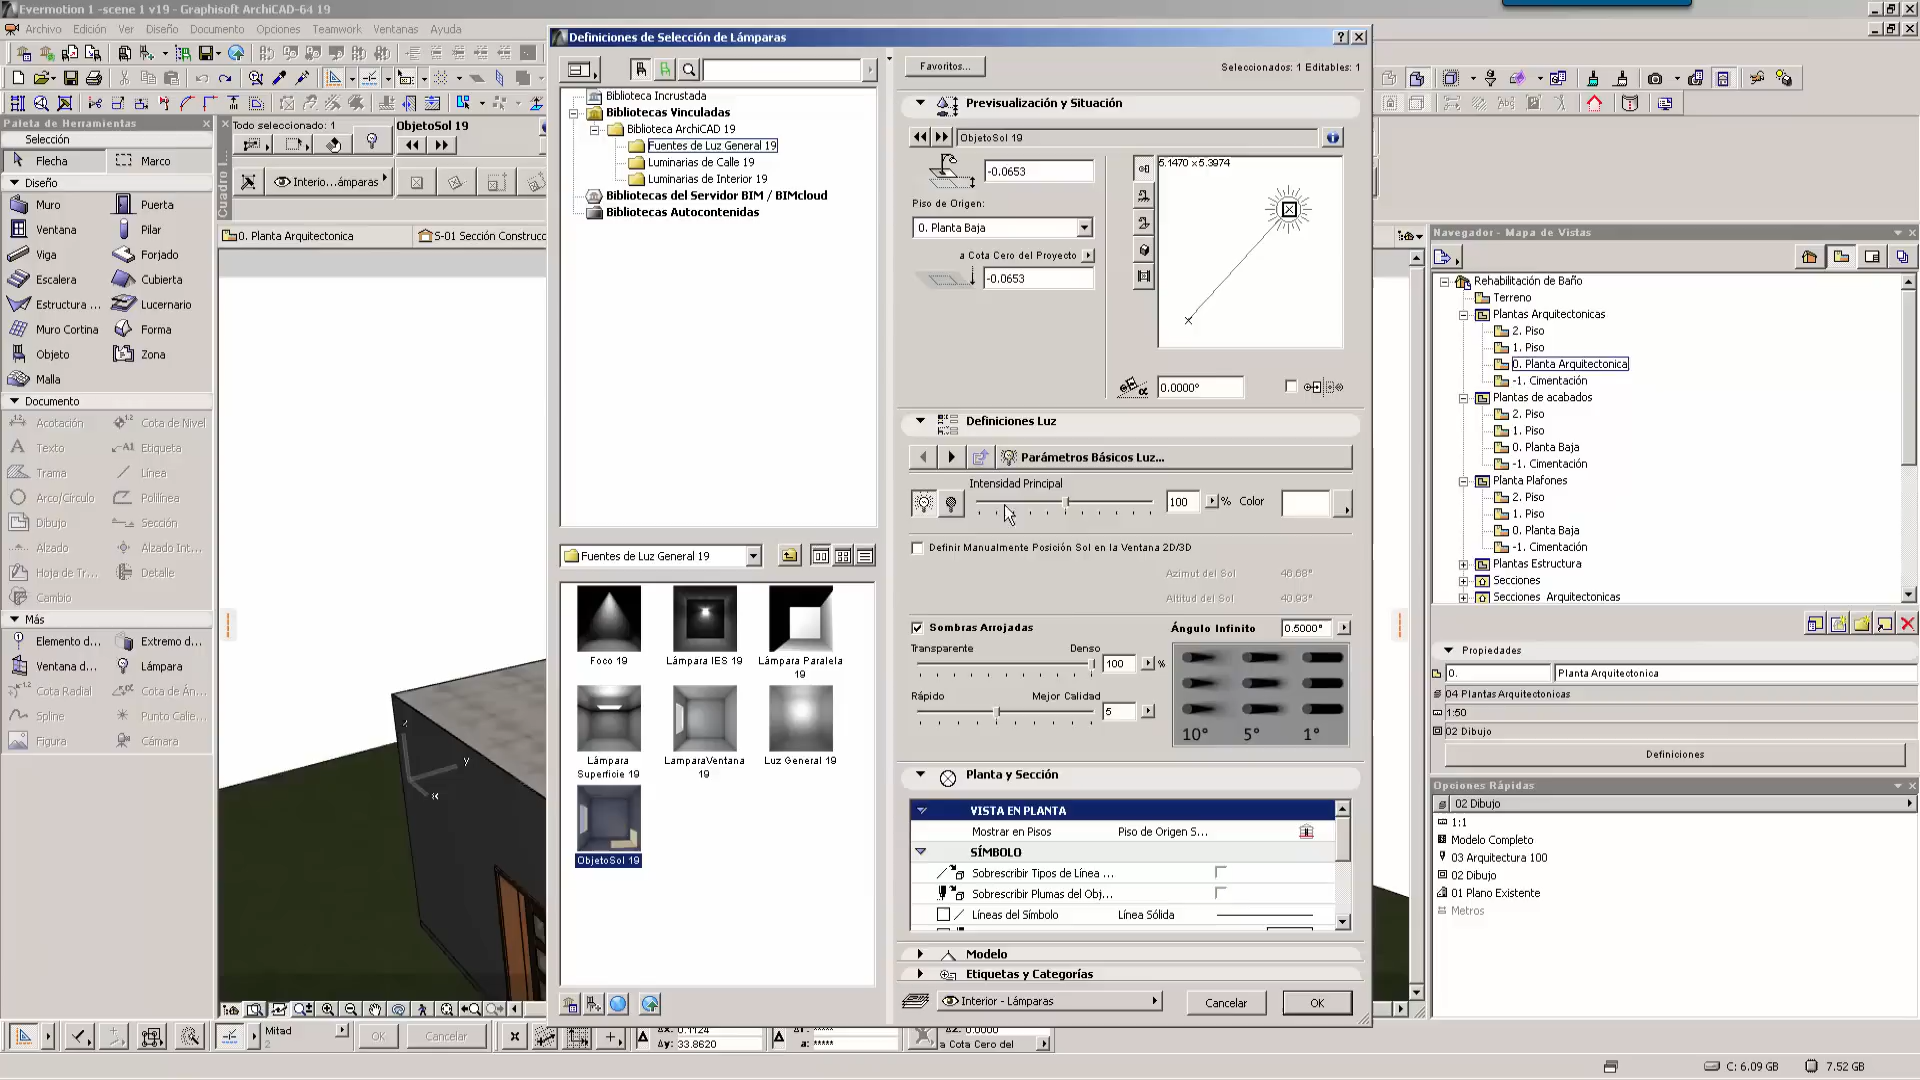 Evermotion 1 -scene 1 v19 - Graphisoft ArchiCAD-64 19
Archivo Edición Ver Diseño Documento Opciones Teamwork Ventanas Ayuda
Paleta de Herramientas
Selección
Flecha Marco
Diseño
Muro Puerta
Ventana Pilar
Viga Forjado
Escalera Cubierta
Estructura ... Lucernario
Muro Cortina Forma
Objeto Zona
Malla
Documento
Acotación Cota de Nivel
Texto Etiqueta
Trama Línea
Arco/Círculo Polilínea
Dibujo Sección
Alzado Alzado Int...
Hoja de Tr... Detalle
Cambio
Más
Elemento d... Extremo d...
Ventana d... Lámpara
Cota Radial Cota de Án...
Spline Punto Calie...
Figura Cámara
Todo seleccionado: 1
ObjetoSol 19
Interio...ámparas
Cuadro I...
0. Planta Arquitectonica
S-01 Sección Construcc
z
y
x
Mitad
2
OK
Cancelar
Definiciones de Selección de Lámparas
Biblioteca Incrustada
Bibliotecas Vinculadas
Biblioteca ArchiCAD 19
Fuentes de Luz General 19
Luminarias de Calle 19
Luminarias de Interior 19
Bibliotecas del Servidor BIM / BIMcloud
Bibliotecas Autocontenidas
Fuentes de Luz General 19
Foco 19
Lámpara IES 19
Lámpara Paralela
19
Lámpara
Superficie 19
LamparaVentana
19
Luz General 19
ObjetoSol 19
Favoritos...
Seleccionados: 1 Editables: 1
Previsualización y Situación
ObjetoSol 19
-0.0653
Piso de Origen:
0. Planta Baja
a Cota Cero del Proyecto
-0.0653
5.1470 x 5.3974
0.0000°
Definiciones Luz
Parámetros Básicos Luz...
Intensidad Principal
100 % Color
Definir Manualmente Posición Sol en la Ventana 2D/3D
Azimut del Sol 46.68°
Altitud del Sol 40.93°
Sombras Arrojadas
Ángulo Infinito 0.5000°
Transparente Denso
100 %
Rápido Mejor Calidad
5
10° 5° 1°
Planta y Sección
VISTA EN PLANTA
Mostrar en Pisos Piso de Origen S...
SÍMBOLO
Sobrescribir Tipos de Línea ...
Sobrescribir Plumas del Obj...
Líneas del Símbolo Línea Sólida
Modelo
Etiquetas y Categorías
Interior - Lámparas
Cancelar
OK
Δx: 0.1124
Δy: 33.8620
a: *****
Δz: 0.0000
a Cota Cero del
Navegador - Mapa de Vistas
Rehabilitación de Baño
Terreno
Plantas Arquitectonicas
2. Piso
1. Piso
0. Planta Arquitectonica
-1. Cimentación
Plantas de acabados
2. Piso
1. Piso
0. Planta Baja
-1. Cimentación
Planta Plafones
2. Piso
1. Piso
0. Planta Baja
-1. Cimentación
Plantas Estructura
Secciones
Secciones Arquitectonicas
Propiedades
0. Planta Arquitectonica
04 Plantas Arquitectonicas
1:50
02 Dibujo
Definiciones
Opciones Rápidas
02 Dibujo
1:1
Modelo Completo
03 Arquitectura 100
02 Dibujo
01 Plano Existente
Metros
C: 6.09 GB
7.52 GB